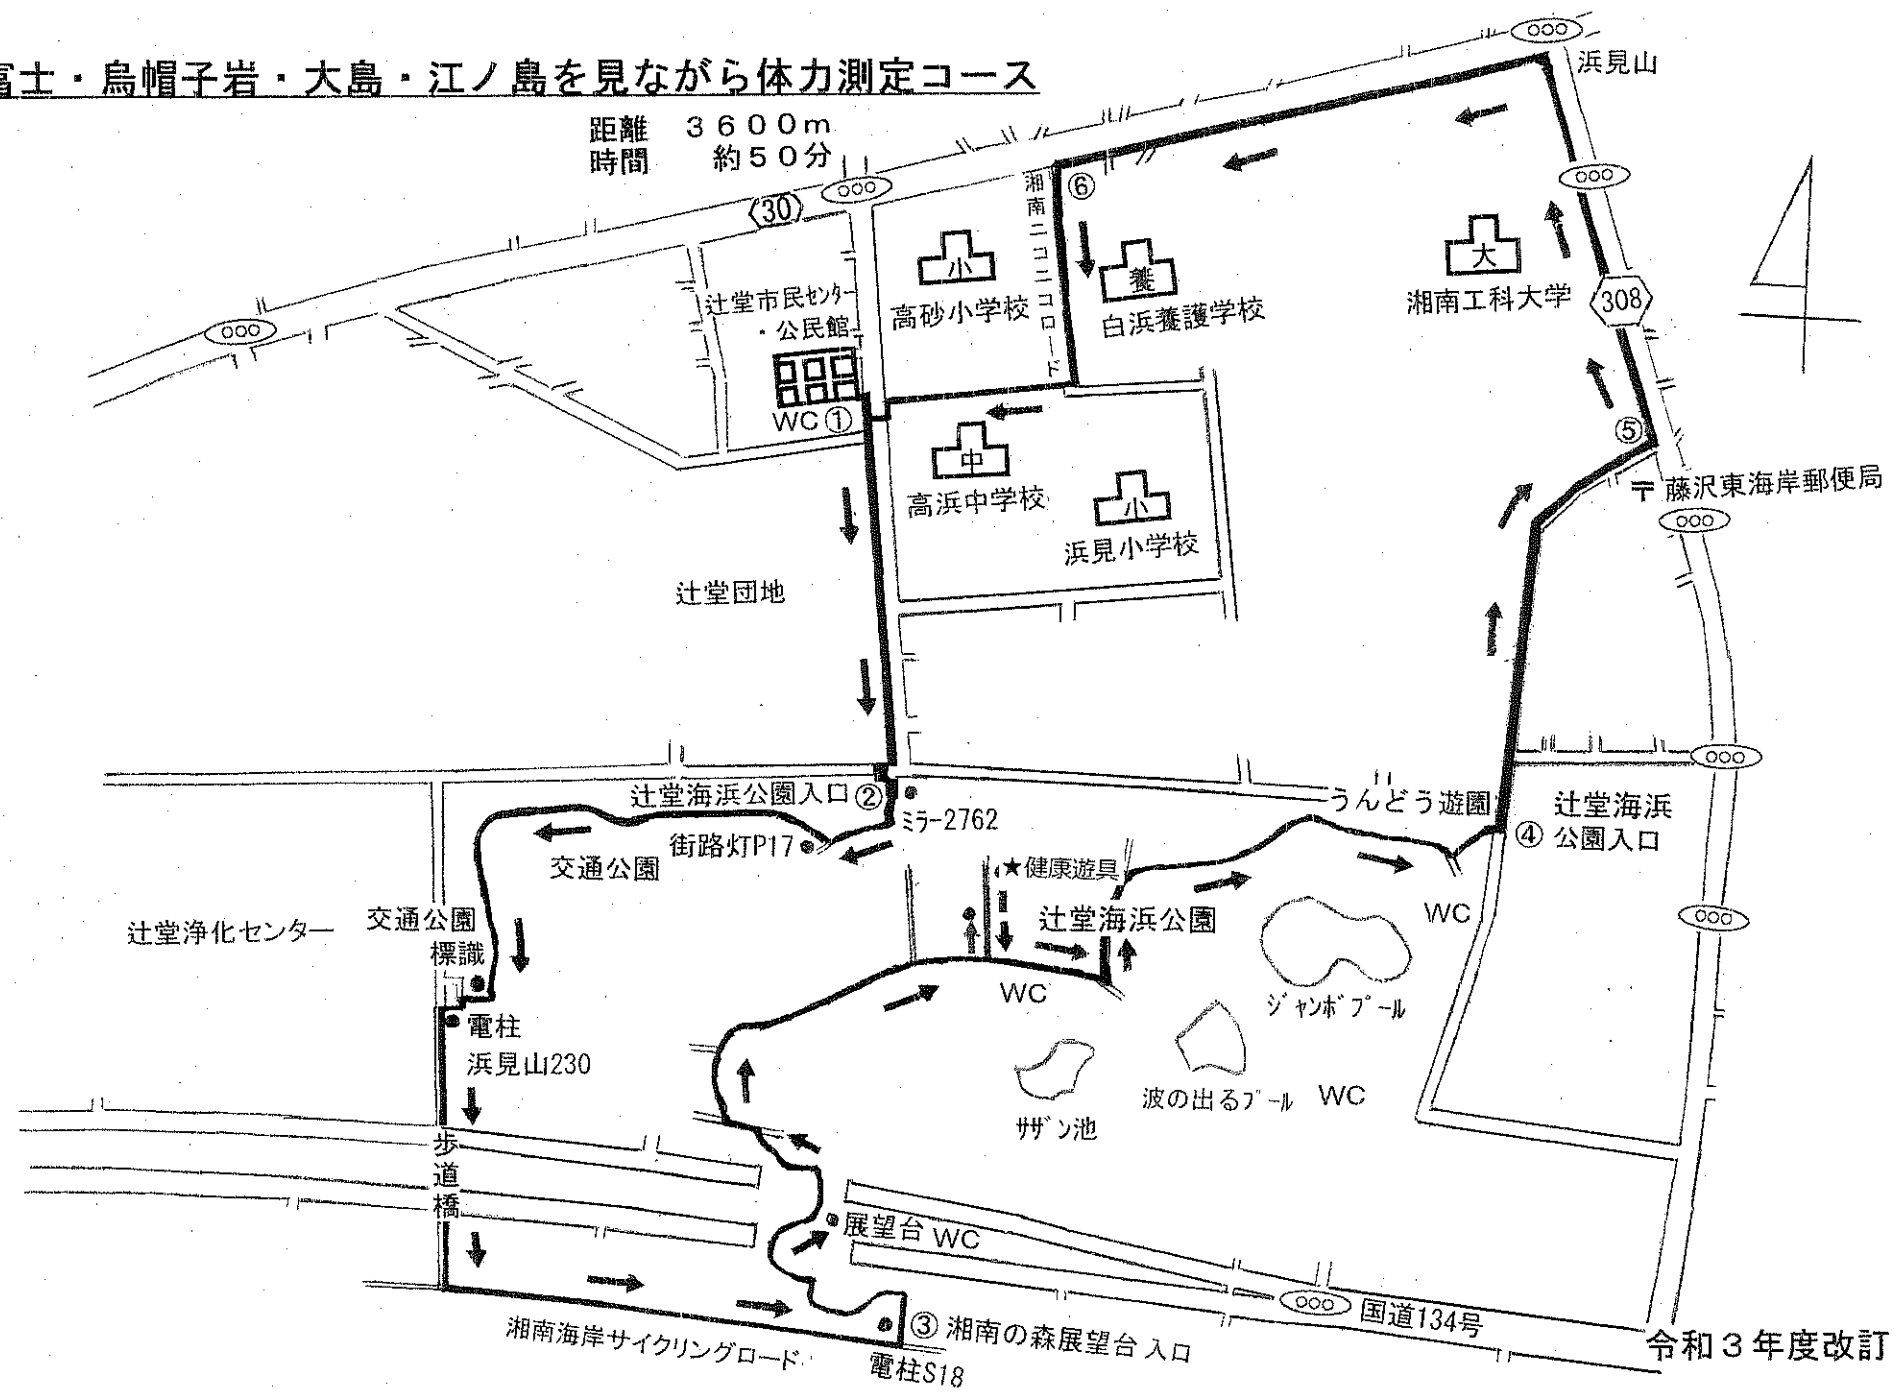 富士・烏帽子岩・大島・江ノ島を見ながら体力測定コース
距離 3600m
時間 約50分
浜見山
30
湘南ニコニコロード
⑥
小
高砂小学校
養
白浜養護学校
大
湘南工科大学
308
辻堂市民センター
・公民館
WC ①
中
高浜中学校
小
浜見小学校
⑤
〒 藤沢東海岸郵便局
辻堂団地
辻堂海浜公園入口 ②
ミラー2762
街路灯P17
交通公園
うんどう遊園
④ 辻堂海浜
公園入口
★健康遊具
辻堂海浜公園
WC
辻堂浄化センター
交通公園
標識
電柱
浜見山230
WC
ジャンボプール
サザン池
波の出るプール
WC
歩道橋
展望台 WC
国道134号
③ 湘南の森展望台 入口
湘南海岸サイクリングロード
電柱S18
令和3年度改訂